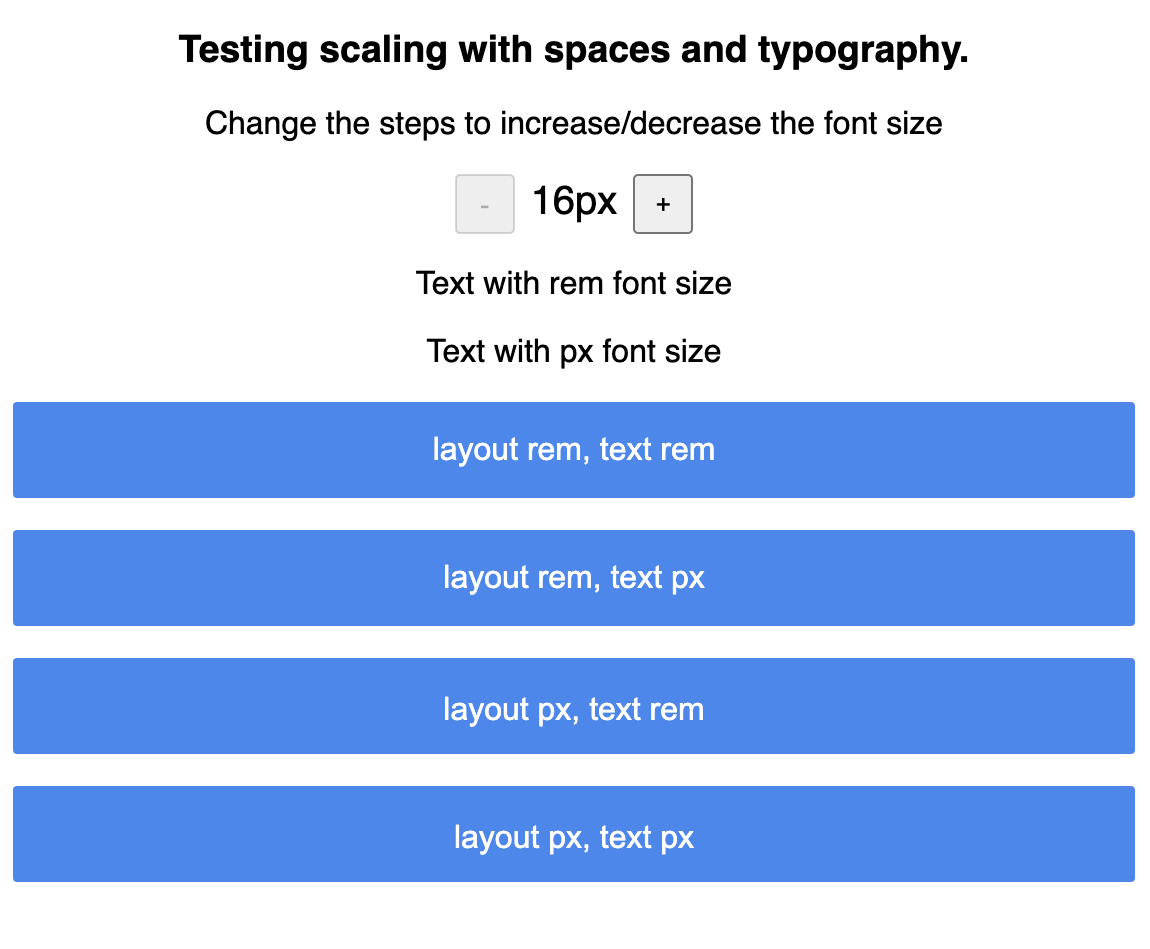 Testing scaling with spaces and typography.
Change the steps to increase/decrease the font size
- 16px +
Text with rem font size
Text with px font size
layout rem, text rem
layout rem, text px
layout px, text rem
layout px, text px